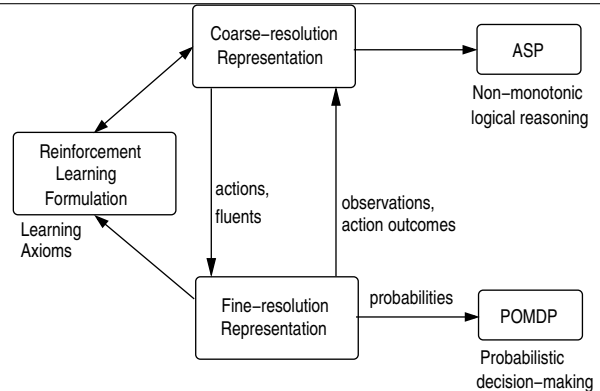 Coarse−resolution
Representation
ASP
Non−monotonic
logical reasoning
Reinforcement
Learning
Formulation
Learning
Axioms
actions,
fluents
observations,
action outcomes
Fine−resolution
Representation
probabilities
POMDP
Probabilistic
decision−making